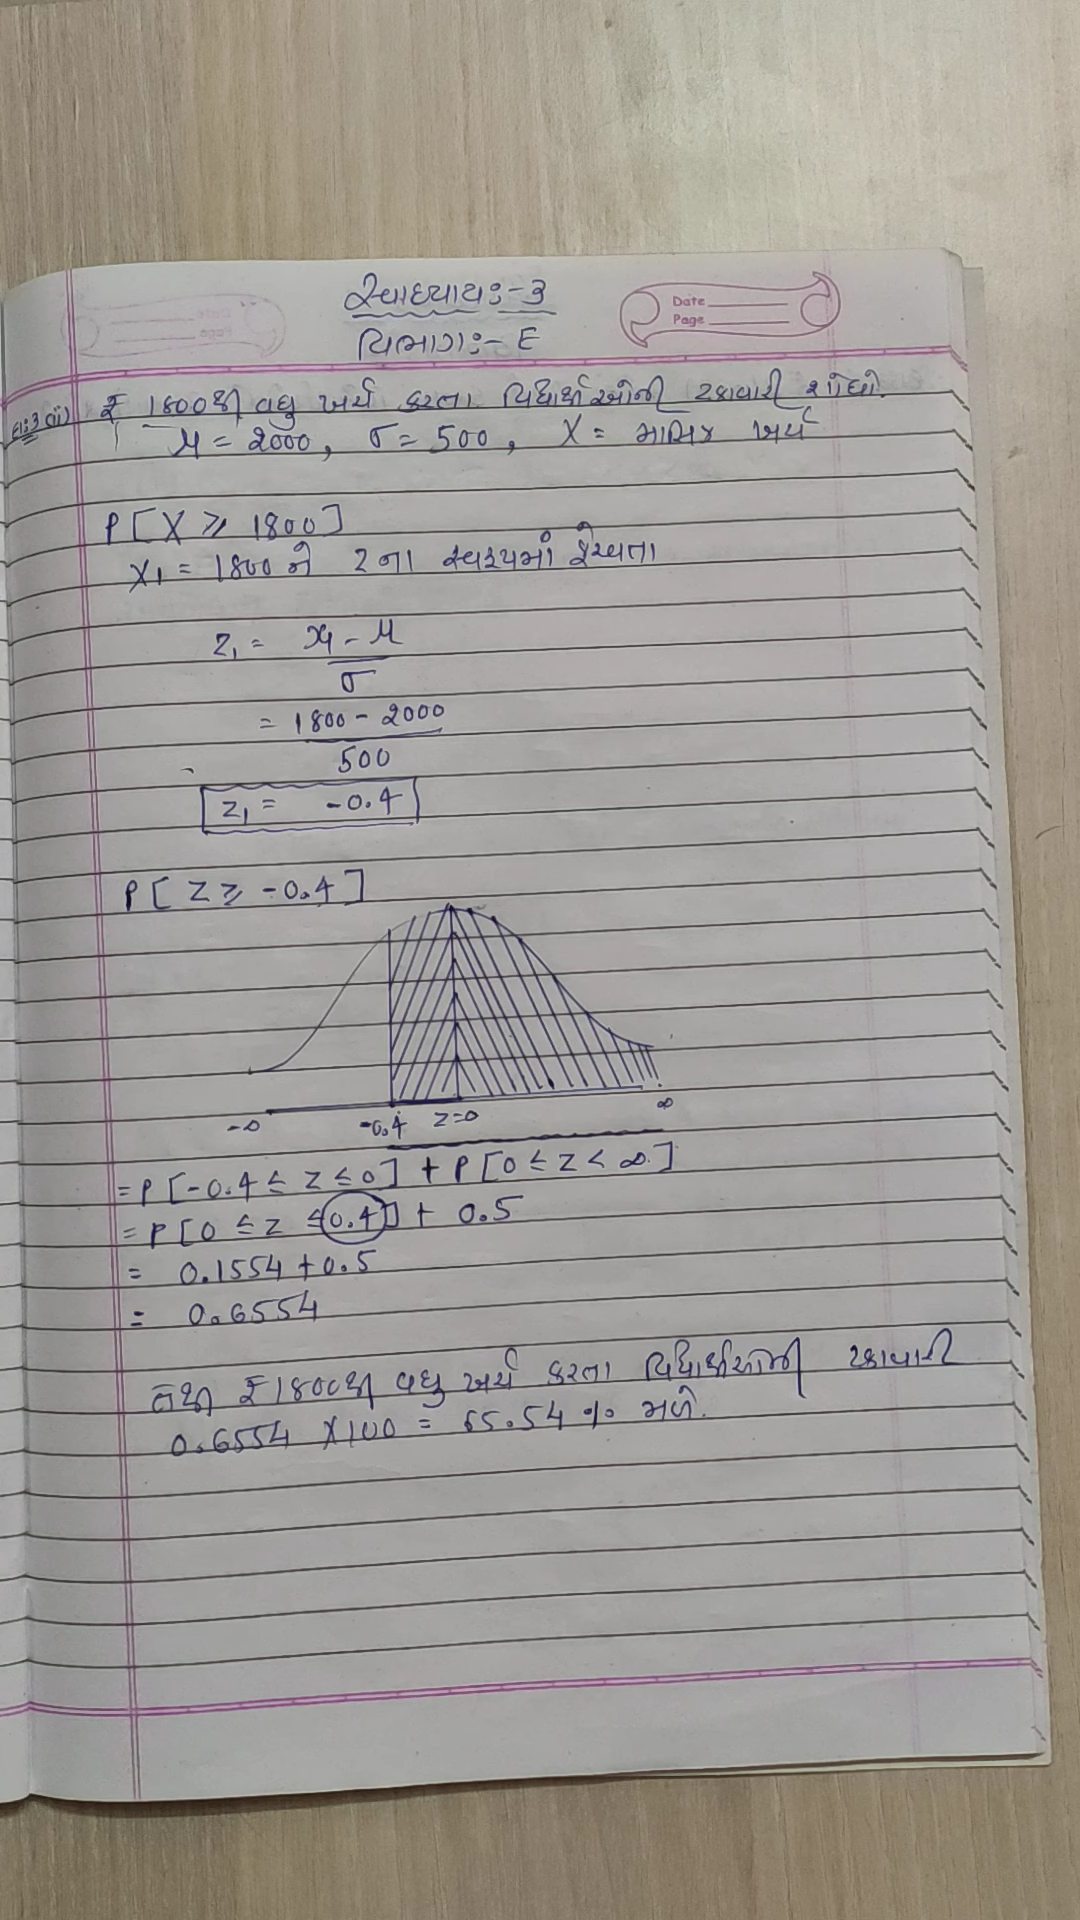 સ્વાધ્યાયઃ-3
વિભાગઃ- E
Date
Page
દા:3 (ii) ₹ 1800થી વધુ ખર્ચ કરતા વિદ્યાર્થીઓની ટકાવારી શોધો.
μ = 2000, σ = 500, X = માસિક ખર્ચ
P [ X ⩾ 1800 ]
X₁ = 1800 ને Z ના સ્વરૂપમાં ફેરવતા
Z₁ = x₁ - μ
σ
= 1800 - 2000
500
Z₁ = -0.4
P [ Z ⩾ -0.4 ]
-∞ -0.4 Z=0 ∞
= P [ -0.4 ≤ Z ≤ 0 ] + P [ 0 ≤ Z < ∞ ]
= P [ 0 ≤ Z ≤ 0.4 ] + 0.5
= 0.1554 + 0.5
= 0.6554
તેથી ₹ 1800થી વધુ ખર્ચ કરતા વિદ્યાર્થીઓની ટકાવારી
0.6554 × 100 = 65.54 % મળે.